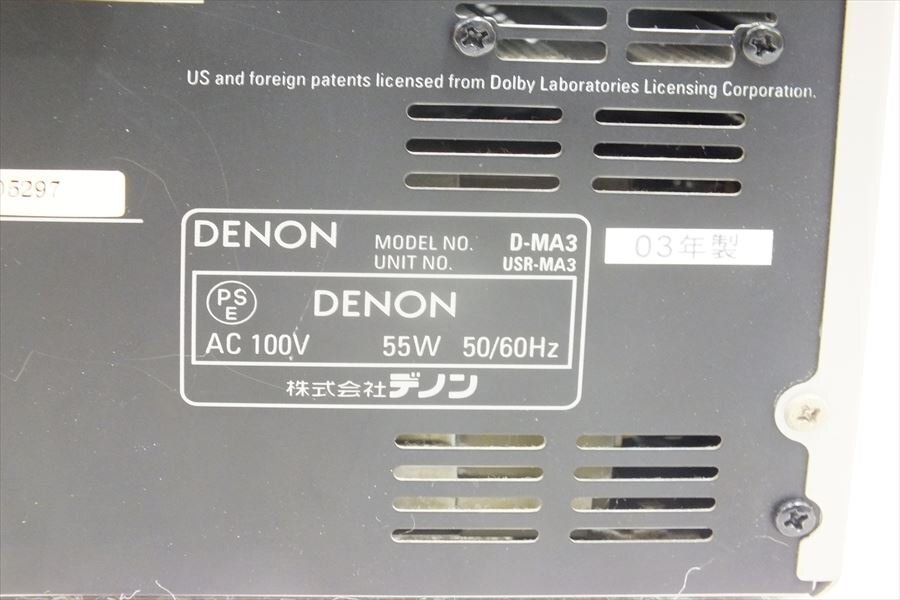 US and foreign patents licensed from Dolby Laboratories Licensing Corporation.
5297
DENON MODEL NO. D-MA3
UNIT NO. USR-MA3
03年製
PS E DENON
AC 100V 55W 50/60Hz
株式会社デノン